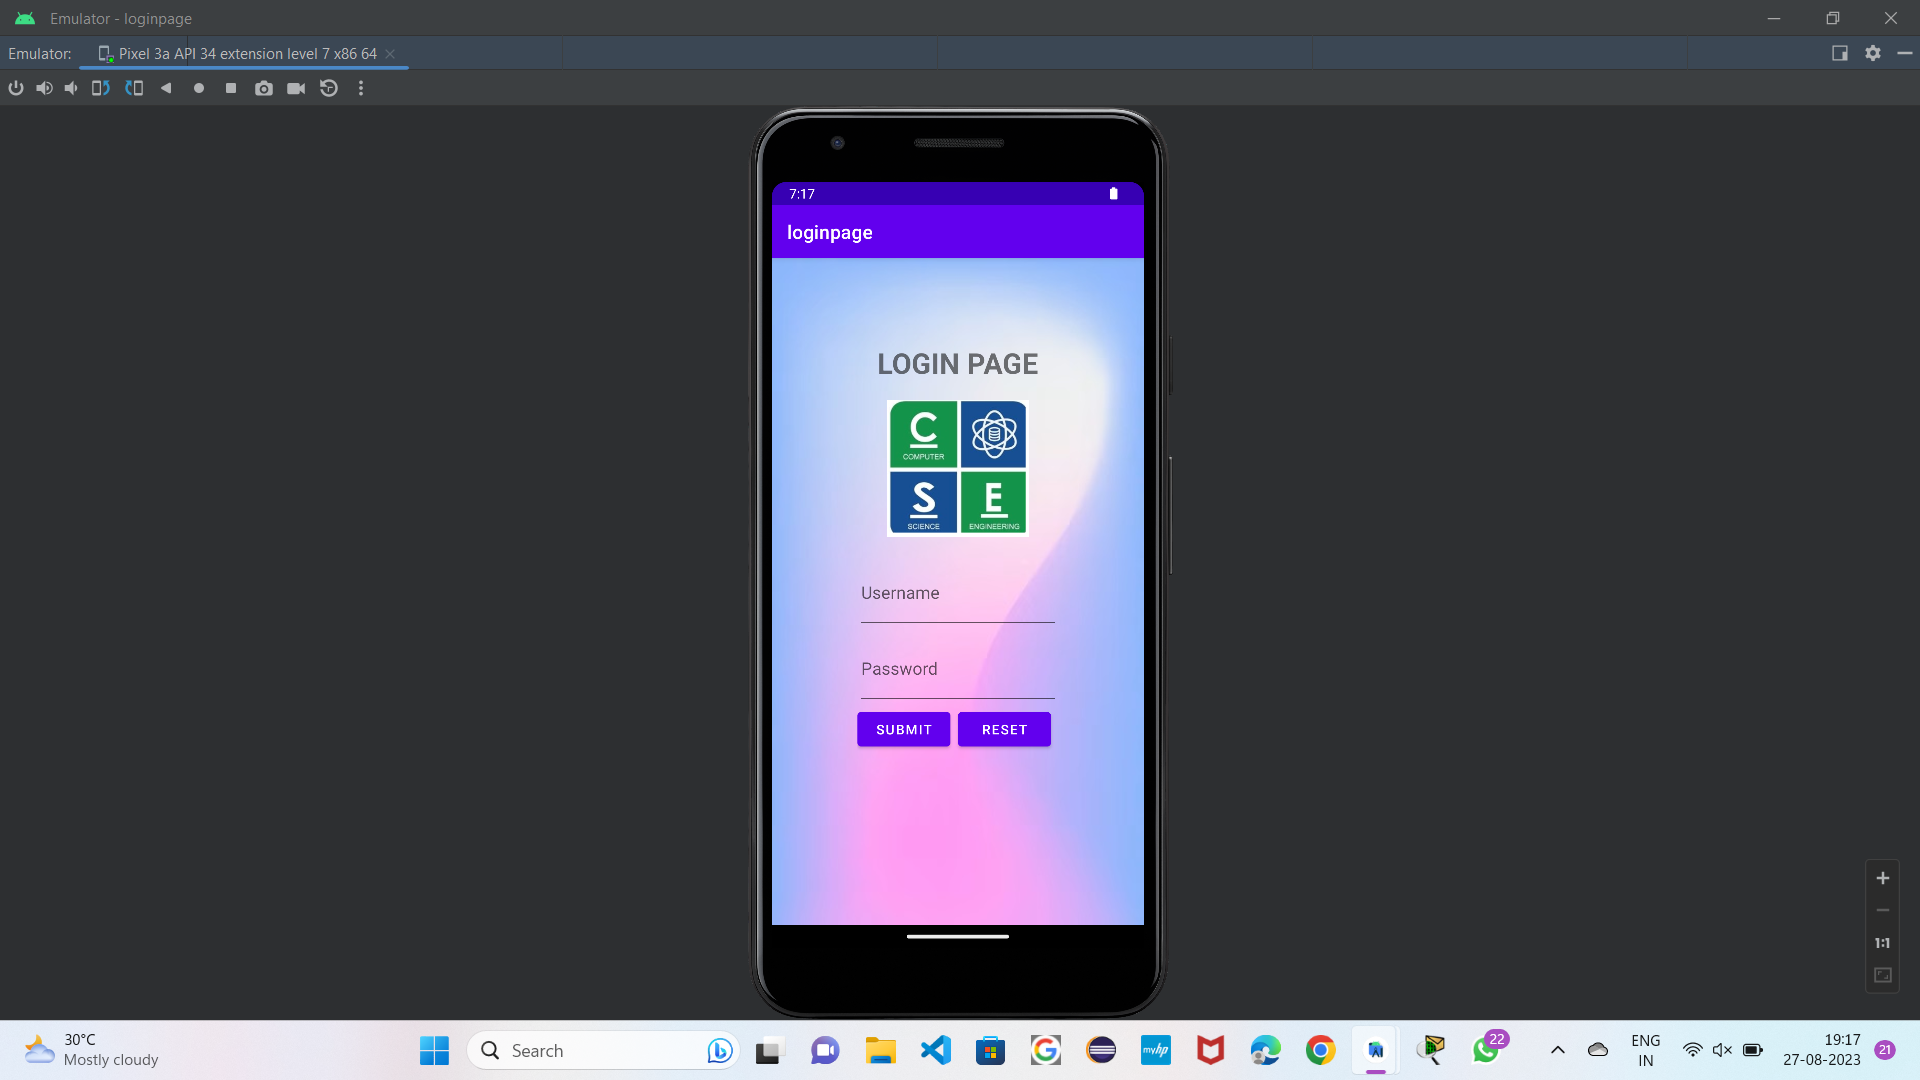 Emulator - loginpage
Emulator:
Pixel 3a API 34 extension level 7 x86 64
7:17
loginpage
LOGIN PAGE
C
COMPUTER
S
SCIENCE
E
ENGINEERING
Username
Password
SUBMIT
RESET
1:1
30°C
Mostly cloudy
Search
myhp
AI
22
ENG
IN
19:17
27-08-2023
21